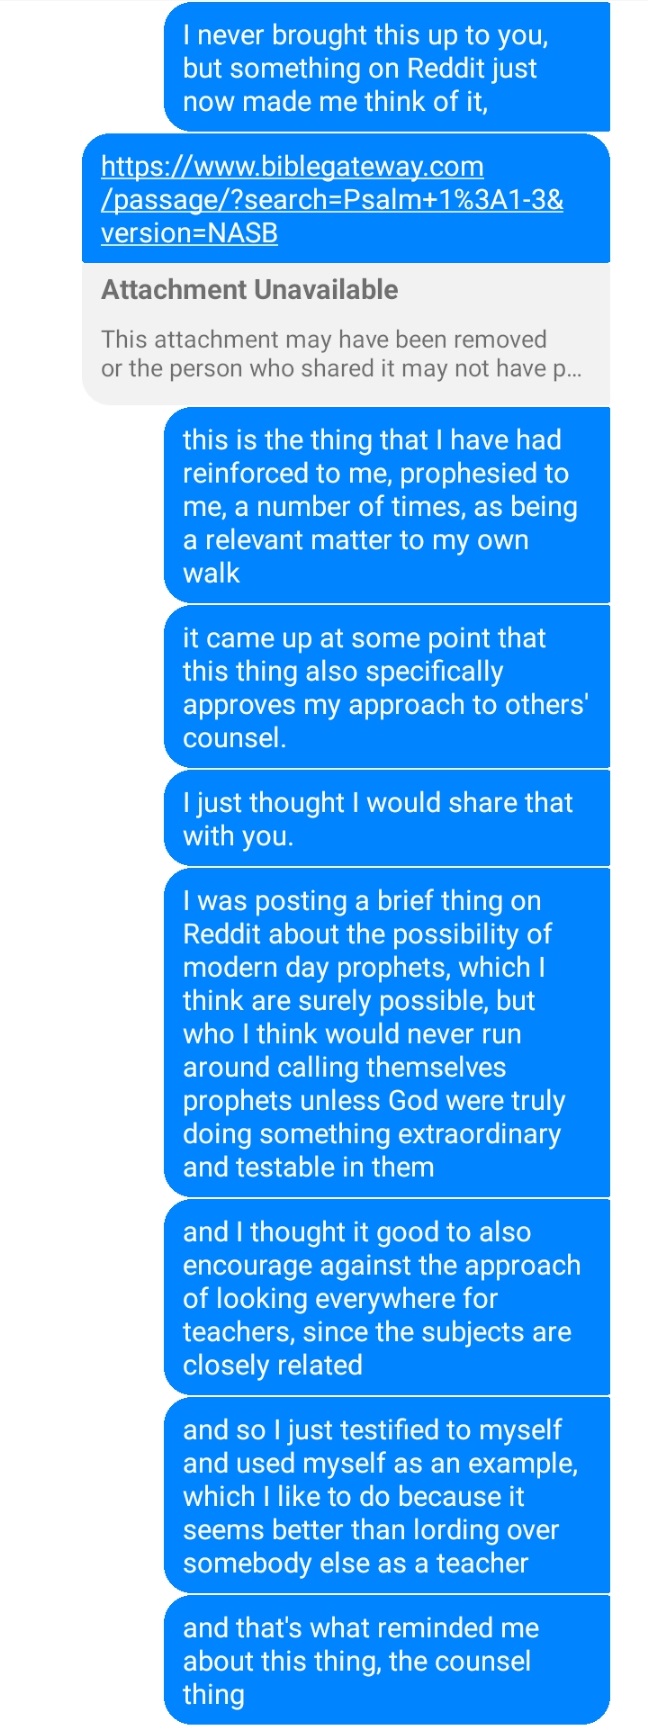 I never brought this up to you,
but something on Reddit just
now made me think of it,
https://www.biblegateway.com
/passage/?search=Psalm+1%3A1-3&
version=NASB
Attachment Unavailable
This attachment may have been removed
or the person who shared it may not have p...
this is the thing that I have had
reinforced to me, prophesied to
me, a number of times, as being
a relevant matter to my own
walk
it came up at some point that
this thing also specifically
approves my approach to others'
counsel.
I just thought I would share that
with you.
I was posting a brief thing on
Reddit about the possibility of
modern day prophets, which I
think are surely possible, but
who I think would never run
around calling themselves
prophets unless God were truly
doing something extraordinary
and testable in them
and I thought it good to also
encourage against the approach
of looking everywhere for
teachers, since the subjects are
closely related
and so I just testified to myself
and used myself as an example,
which I like to do because it
seems better than lording over
somebody else as a teacher
and that's what reminded me
about this thing, the counsel
thing